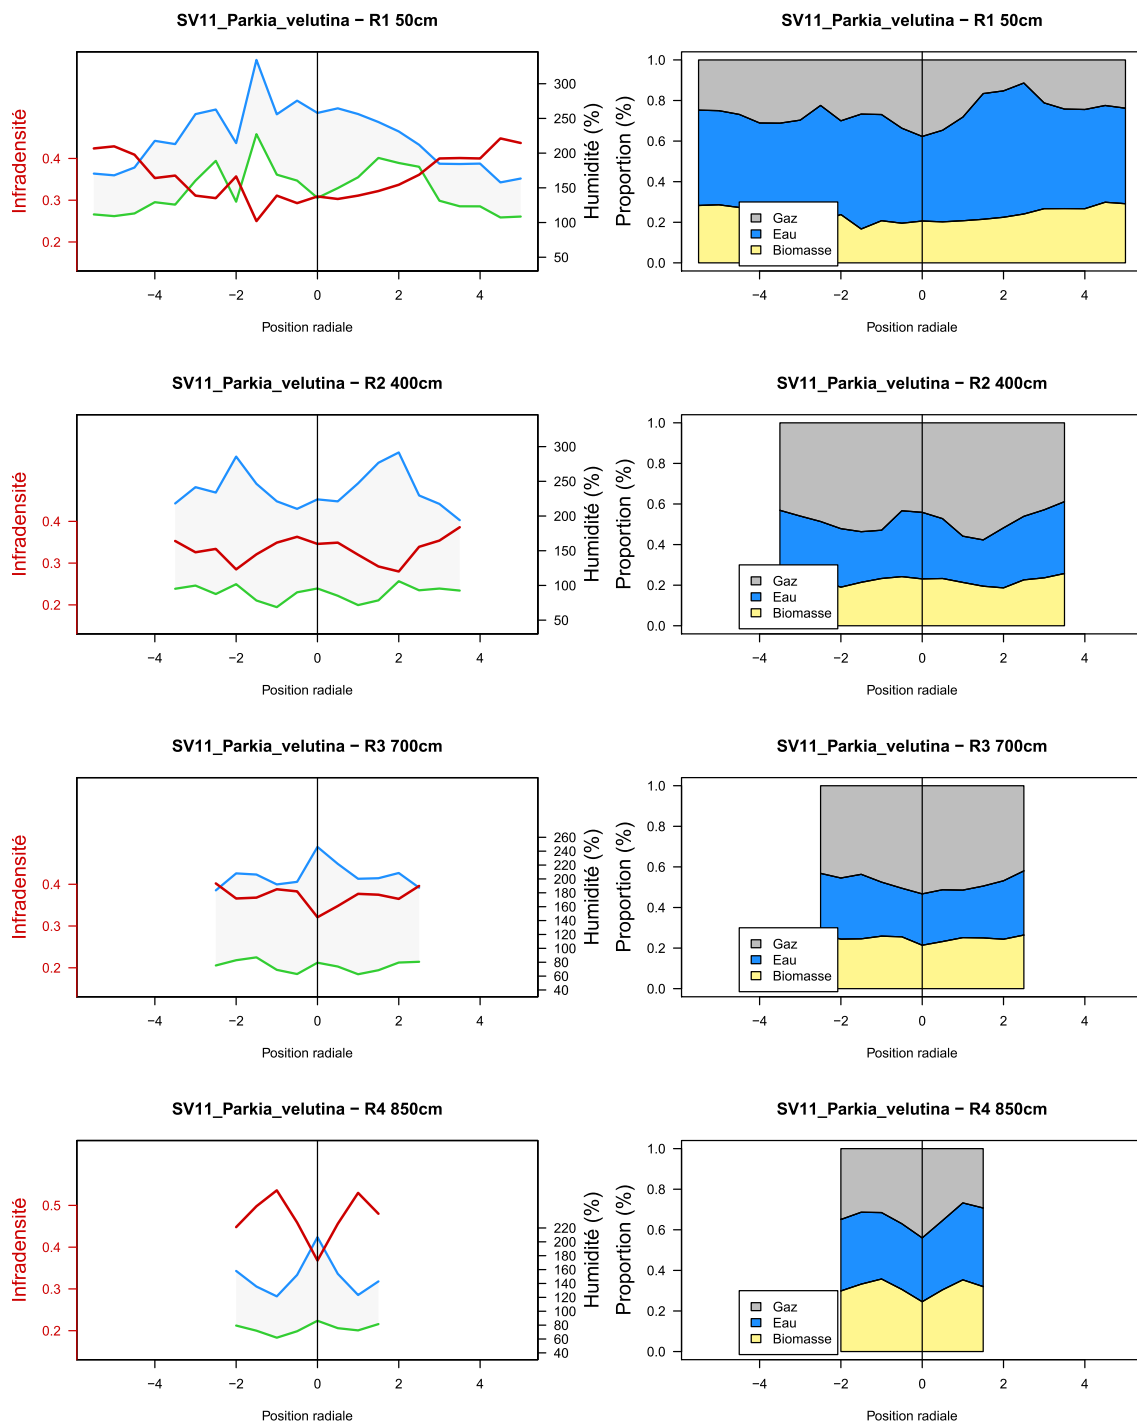 SV11_Parkia_velutina − R1 50cm
Infradensité
0.4
0.3
0.2
300
250
200
150
100
50
Humidité (%)
−4 −2 0 2 4
Position radiale
SV11_Parkia_velutina − R1 50cm
Proportion (%)
1.0
0.8
0.6
0.4
0.2
0.0
Gaz
Eau
Biomasse
−4 −2 0 2 4
Position radiale
SV11_Parkia_velutina − R2 400cm
Infradensité
0.4
0.3
0.2
300
250
200
150
100
50
Humidité (%)
−4 −2 0 2 4
Position radiale
SV11_Parkia_velutina − R2 400cm
Proportion (%)
1.0
0.8
0.6
0.4
0.2
0.0
Gaz
Eau
Biomasse
−4 −2 0 2 4
Position radiale
SV11_Parkia_velutina − R3 700cm
Infradensité
0.4
0.3
0.2
260
240
220
200
180
160
140
120
100
80
60
40
Humidité (%)
−4 −2 0 2 4
Position radiale
SV11_Parkia_velutina − R3 700cm
Proportion (%)
1.0
0.8
0.6
0.4
0.2
0.0
Gaz
Eau
Biomasse
−4 −2 0 2 4
Position radiale
SV11_Parkia_velutina − R4 850cm
Infradensité
0.5
0.4
0.3
0.2
220
200
180
160
140
120
100
80
60
40
Humidité (%)
−4 −2 0 2 4
Position radiale
SV11_Parkia_velutina − R4 850cm
Proportion (%)
1.0
0.8
0.6
0.4
0.2
0.0
Gaz
Eau
Biomasse
−4 −2 0 2 4
Position radiale